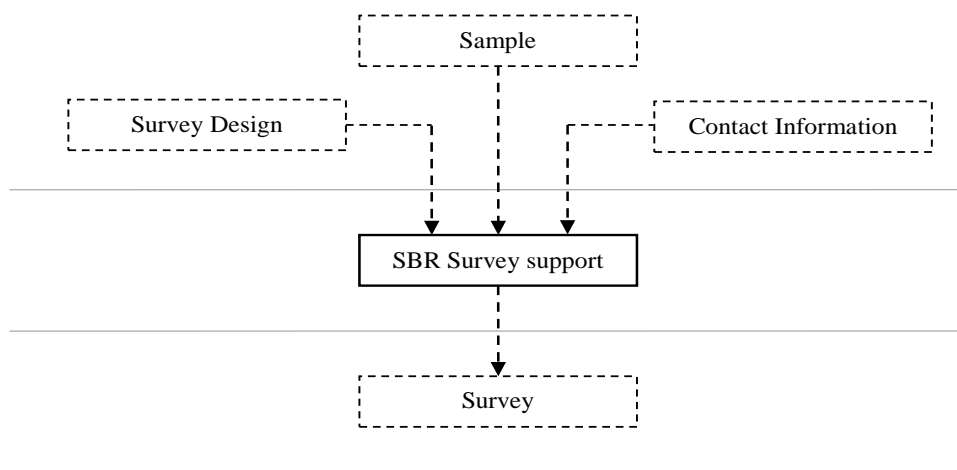 Sample
Survey Design
Contact Information
SBR Survey support
Survey